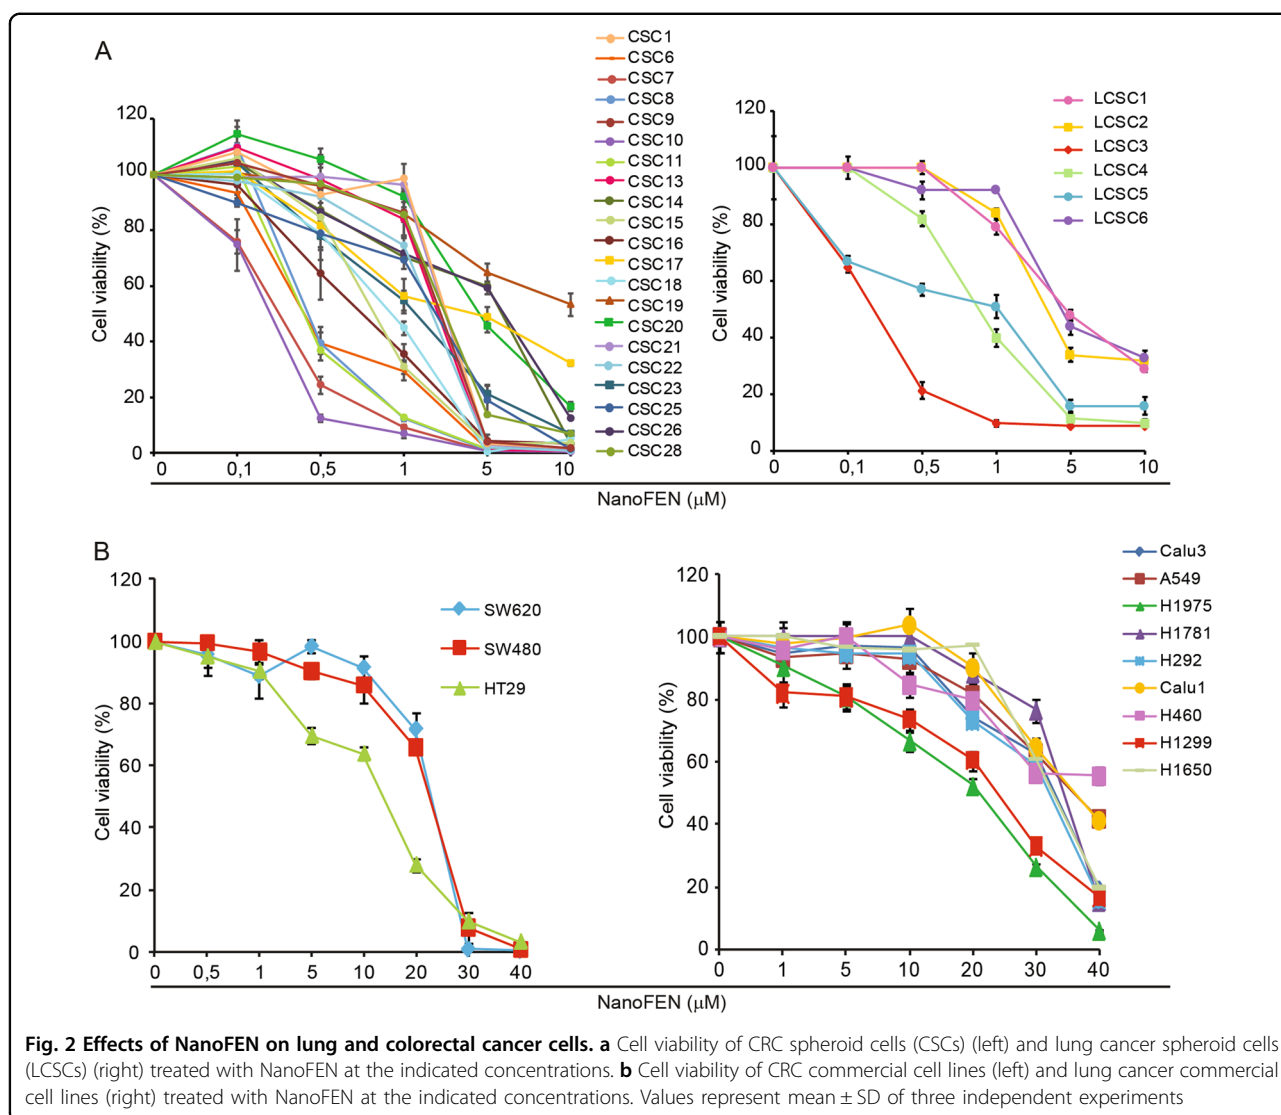 A
CSC1
CSC6
CSC7
CSC8
CSC9
CSC10
CSC11
CSC13
CSC14
CSC15
CSC16
CSC17
CSC18
CSC19
CSC20
CSC21
CSC22
CSC23
CSC25
CSC26
CSC28
Cell viability (%)
120
100
80
60
40
20
0
0 0,1 0,5 1 5 10
LCSC1
LCSC2
LCSC3
LCSC4
LCSC5
LCSC6
Cell viability (%)
120
100
80
60
40
20
0
0 0,1 0,5 1 5 10
NanoFEN (µM)
B
SW620
SW480
HT29
Cell viability (%)
120
100
80
60
40
20
0
0 0,5 1 5 10 20 30 40
Calu3
A549
H1975
H1781
H292
Calu1
H460
H1299
H1650
Cell viability (%)
120
100
80
60
40
20
0
0 1 5 10 20 30 40
NanoFEN (µM)
Fig. 2 Effects of NanoFEN on lung and colorectal cancer cells. a Cell viability of CRC spheroid cells (CSCs) (left) and lung cancer spheroid cells
(LCSCs) (right) treated with NanoFEN at the indicated concentrations. b Cell viability of CRC commercial cell lines (left) and lung cancer commercial
cell lines (right) treated with NanoFEN at the indicated concentrations. Values represent mean ± SD of three independent experiments